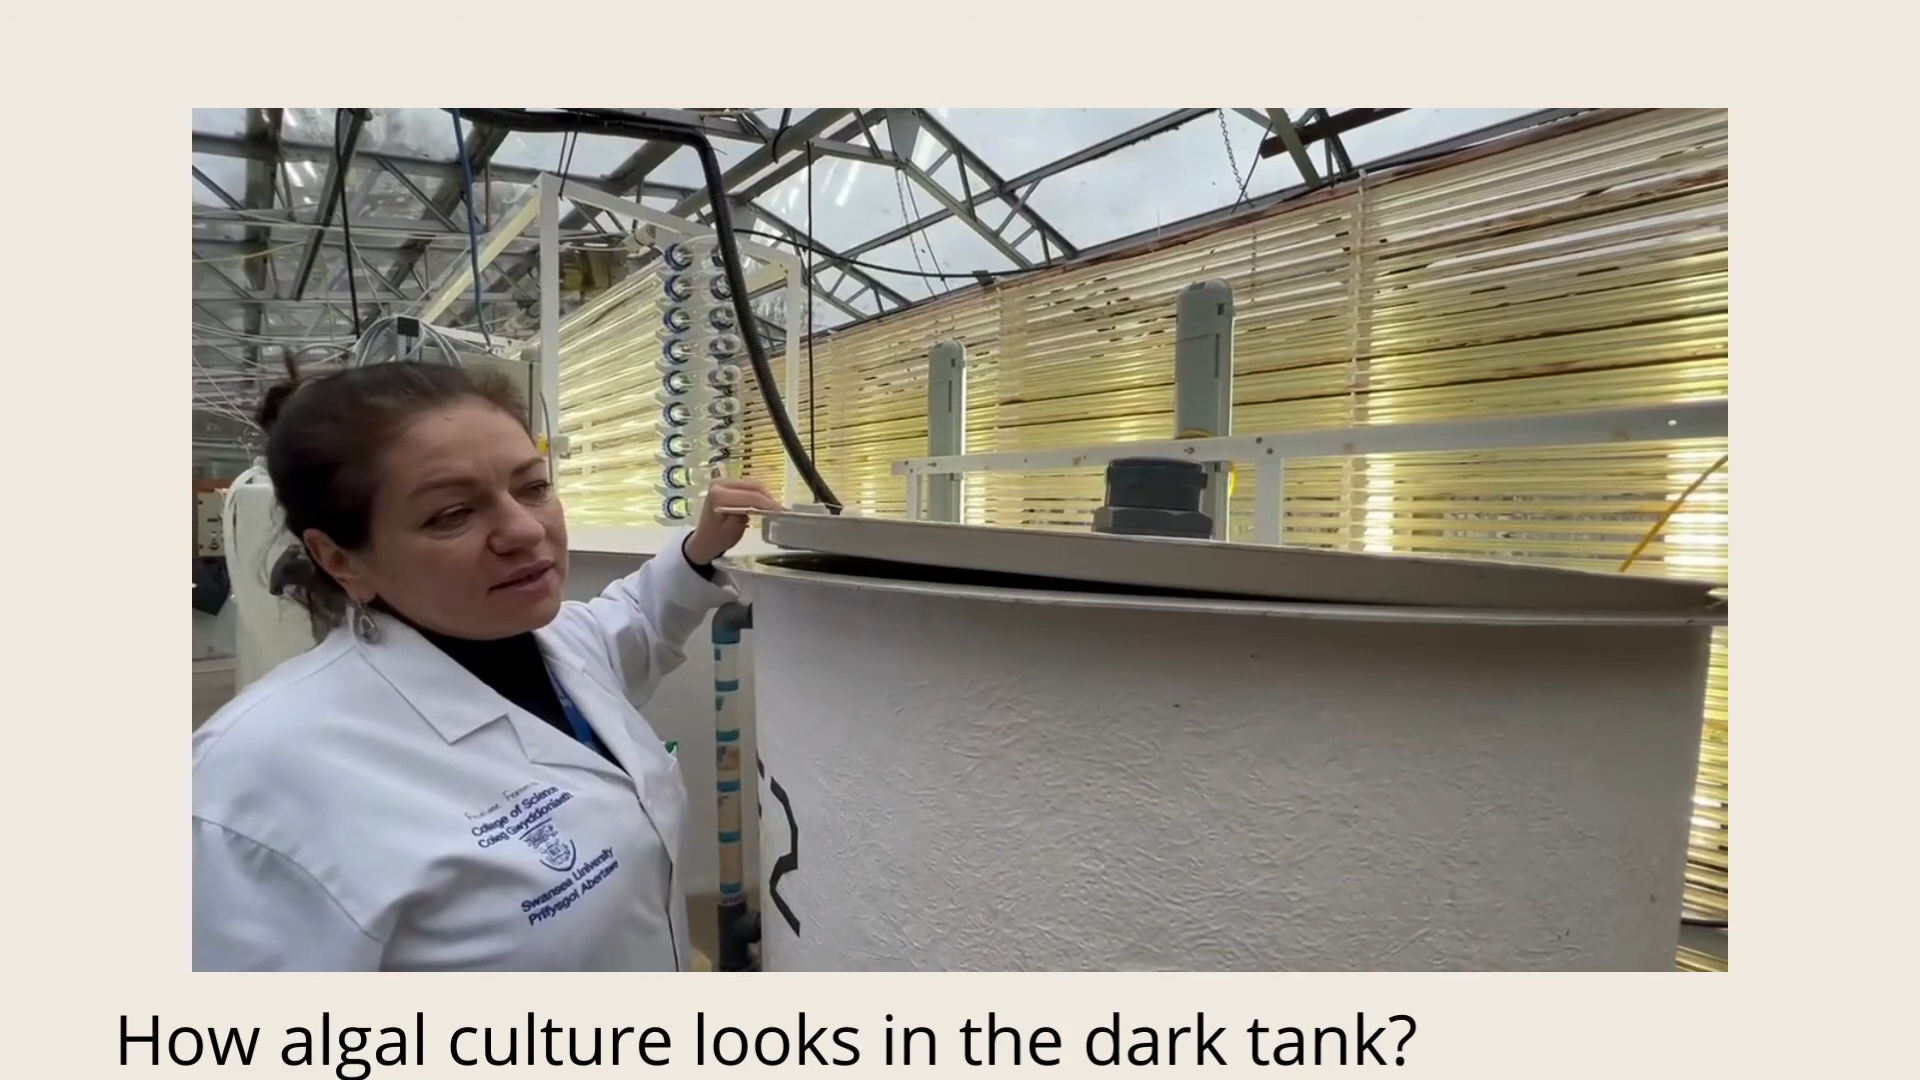 College of Science
Coleg Gwyddoniaeth
Swansea University
Prifysgol Abertawe
How algal culture looks in the dark tank?